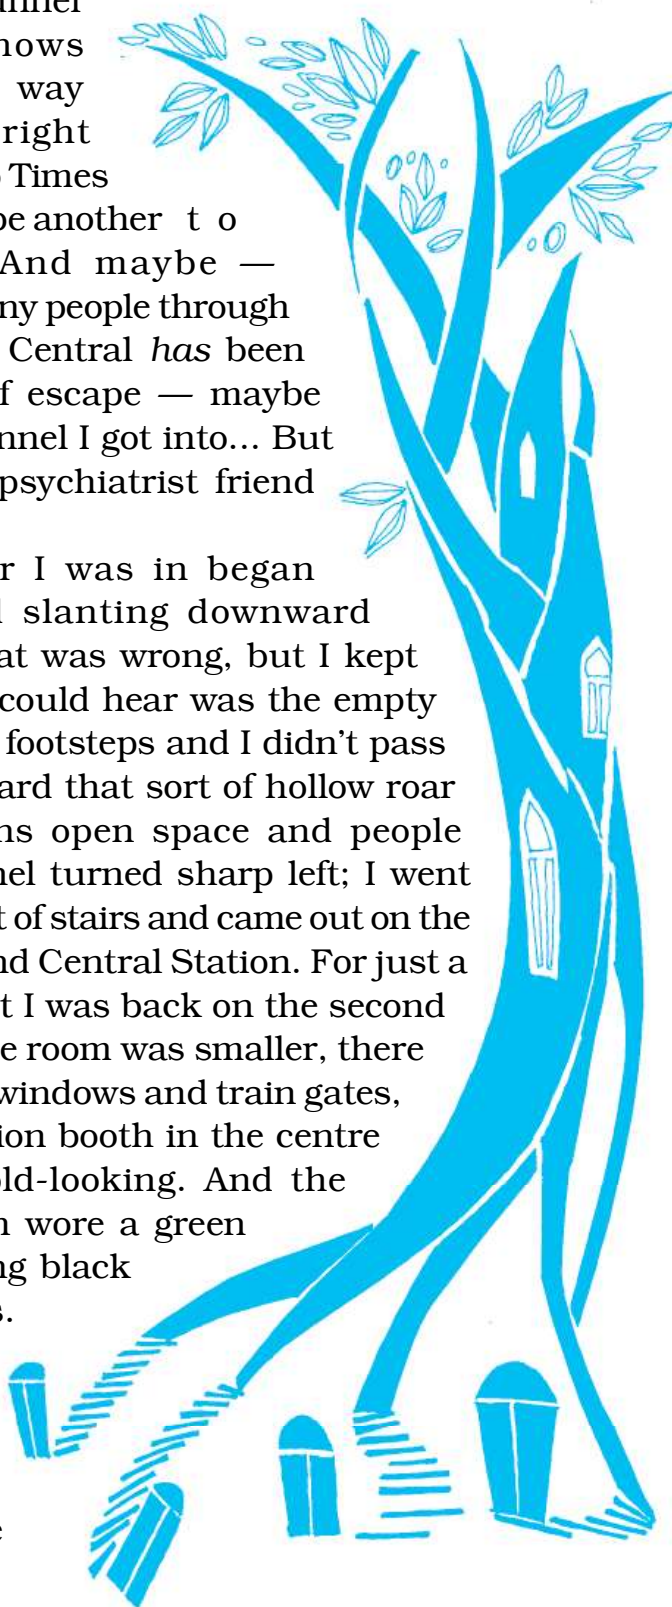 nows
way
right
Times
be another t o
And maybe —
ny people through
Central has been
f escape — maybe
nnel I got into... But
psychiatrist friend
r I was in began
slanting downward
at was wrong, but I kept
could hear was the empty
footsteps and I didn’t pass
ard that sort of hollow roar
ns open space and people
nel turned sharp left; I went
t of stairs and came out on the
nd Central Station. For just a
t I was back on the second
e room was smaller, there
windows and train gates,
ion booth in the centre
old-looking. And the
n wore a green
ng black
s.
e